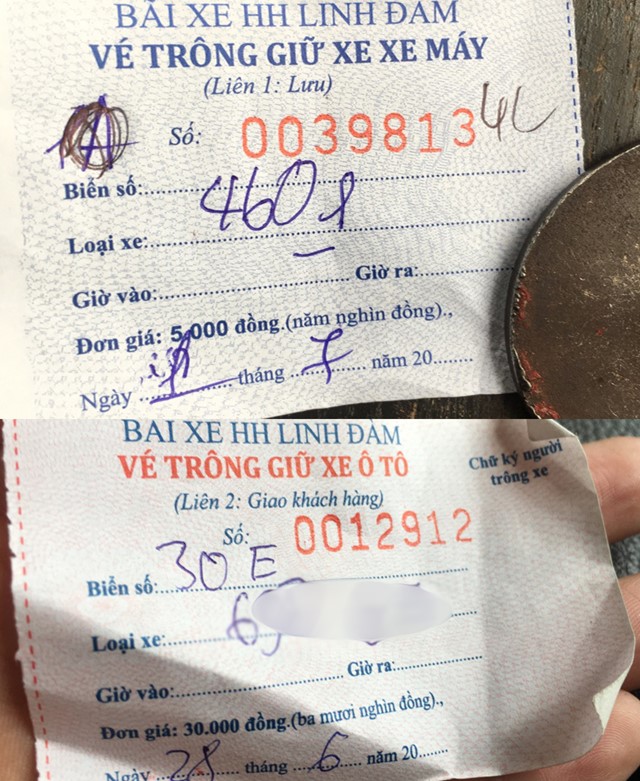 BÃI XE HH LINH ĐÀM
VÉ TRÔNG GIỮ XE XE MÁY
(Liên 1: Lưu)
A Số: 0039813
Biển số:
4601
Loại xe:
Giờ vào: Giờ ra:
Đơn giá: 5.000 đồng.(năm nghìn đồng).,
Ngày tháng 7 năm 20
BÃI XE HH LINH ĐÀM
VÉ TRÔNG GIỮ XE Ô TÔ
(Liên 2: Giao khách hàng)
Chữ ký người
trông xe
Số: 0012912
Biển số: 30E
Loại xe:
Giờ vào: Giờ ra:
Đơn giá: 30.000 đồng.(ba mươi nghìn đồng).,
Ngày 28 tháng 6 năm 20